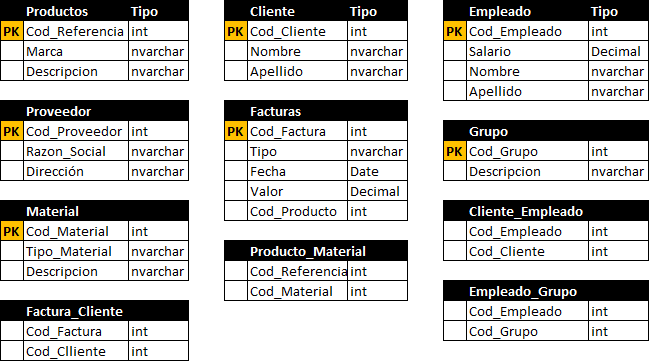 Productos Tipo
PK Cod_Referencia int
Marca nvarchar
Descripcion nvarchar
Proveedor
PK Cod_Proveedor int
Razon_Social nvarchar
Dirección nvarchar
Material
PK Cod_Material int
Tipo_Material nvarchar
Descripcion nvarchar
Factura_Cliente
Cod_Factura int
Cod_Clliente int
Cliente Tipo
PK Cod_Cliente int
Nombre nvarchar
Apellido nvarchar
Facturas
PK Cod_Factura int
Tipo nvarchar
Fecha Date
Valor Decimal
Cod_Producto int
Producto_Material
Cod_Referencia int
Cod_Material int
Empleado Tipo
PK Cod_Empleado int
Salario Decimal
Nombre nvarchar
Apellido nvarchar
Grupo
PK Cod_Grupo int
Descripcion nvarchar
Cliente_Empleado
Cod_Empleado int
Cod_Cliente int
Empleado_Grupo
Cod_Empleado int
Cod_Grupo int